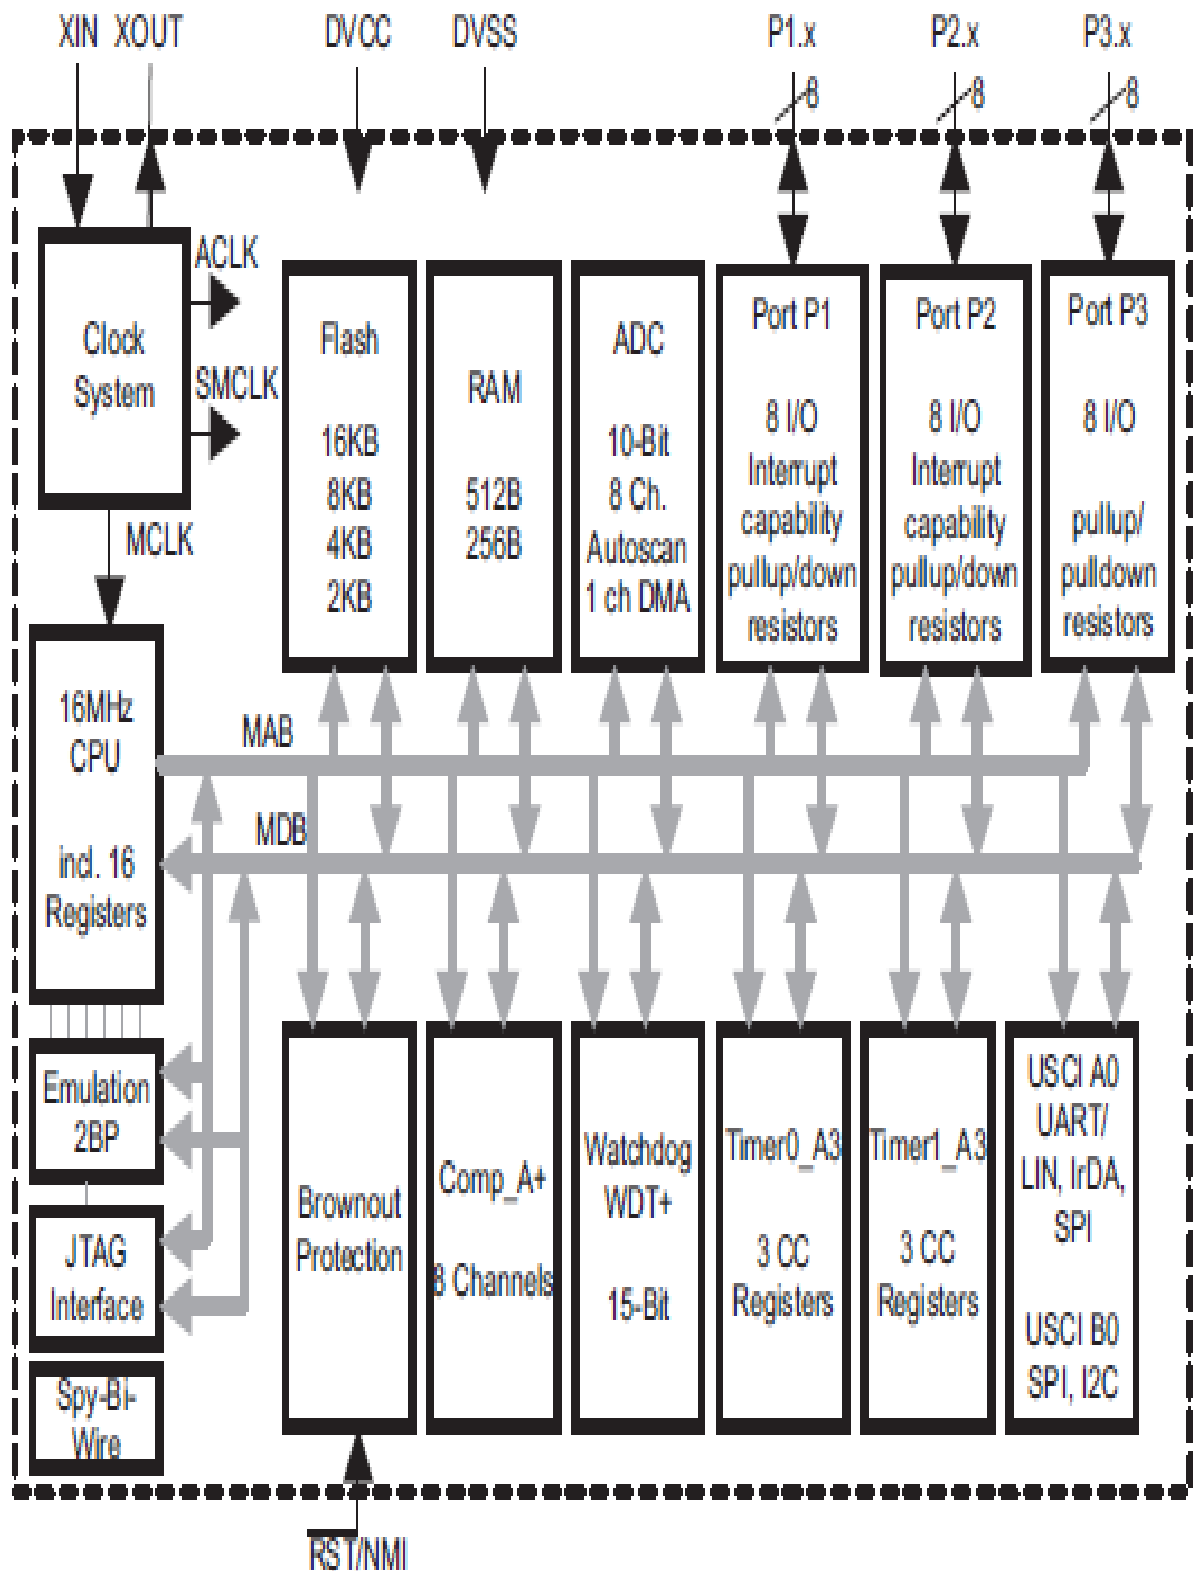 XIN XOUT DVCC DVSS P1.x P2.x P3.x
8 8 8
ACLK
SMCLK
Clock
System
MCLK
Flash
16KB
8KB
4KB
2KB
RAM
512B
256B
ADC
10-Bit
8 Ch.
Autoscan
1 ch DMA
Port P1
8 I/O
Interrupt
capability
pullup/down
resistors
Port P2
8 I/O
Interrupt
capability
pullup/down
resistors
Port P3
8 I/O
pullup/
pulldown
resistors
16MHz
CPU
incl. 16
Registers
MAB
MDB
Emulation
2BP
JTAG
Interface
Spy-Bi-
Wire
Brownout
Protection
Comp_A+
8 Channels
Watchdog
WDT+
15-Bit
Timer0_A3
3 CC
Registers
Timer1_A3
3 CC
Registers
USCI A0
UART/
LIN, IrDA,
SPI
USCI B0
SPI, I2C
RST/NMI